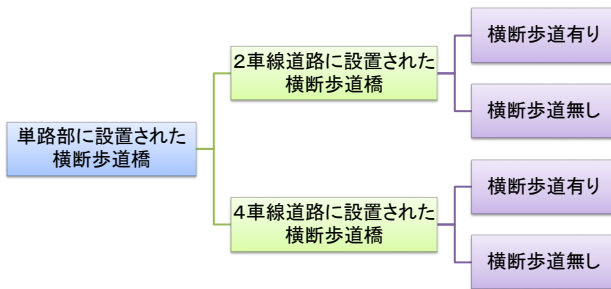 単路部に設置された
横断歩道橋
２車線道路に設置された
横断歩道橋
横断歩道有り
横断歩道無し
４車線道路に設置された
横断歩道橋
横断歩道有り
横断歩道無し